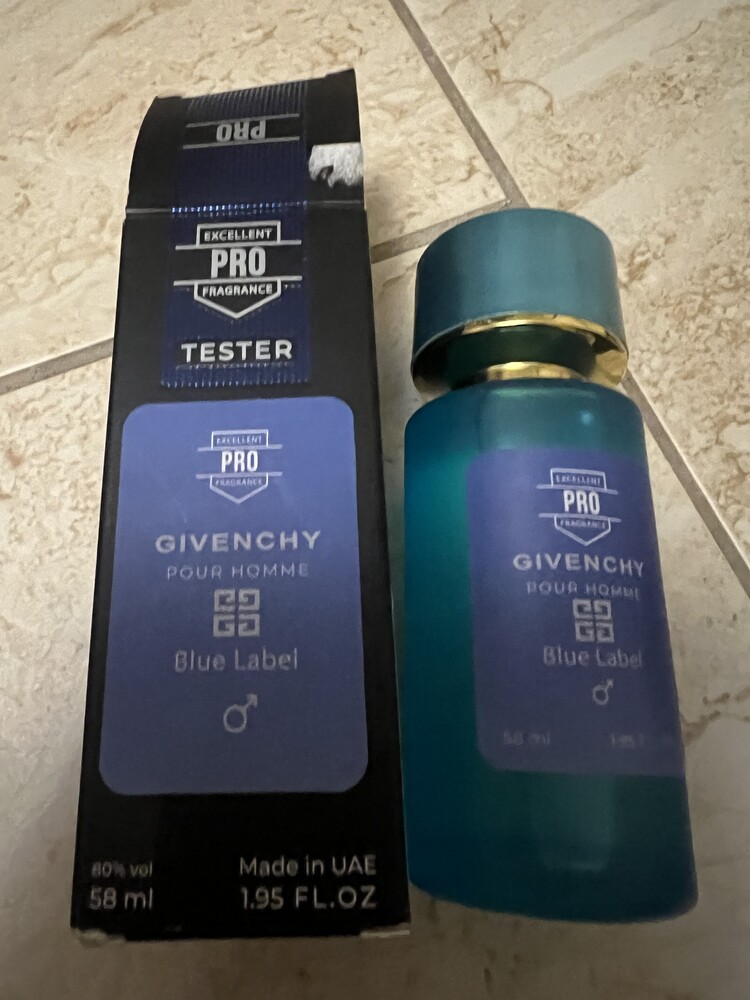 PRO
EXCELLENT
PRO
FRAGRANCE
TESTER
EXCELLENT
PRO
FRAGRANCE
GIVENCHY
POUR HOMME
Blue Label
80% vol
Made in UAE
58 ml
1.95 FL.OZ
EXCELLENT
PRO
FRAGRANCE
GIVENCHY
POUR HOMME
Blue Label
58 ml